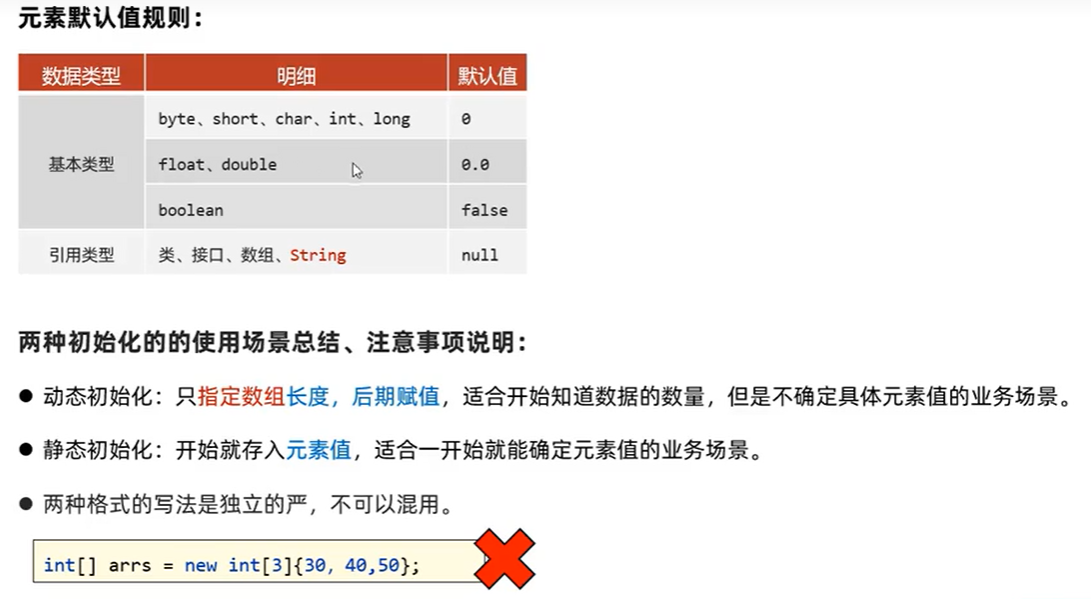 元素默认值规则：
数据类型 明细 默认值
基本类型 byte、short、char、int、long 0
float、double 0.0
boolean false
引用类型 类、接口、数组、String null
两种初始化的的使用场景总结、注意事项说明：
● 动态初始化：只指定数组长度，后期赋值，适合开始知道数据的数量，但是不确定具体元素值的业务场景。
● 静态初始化：开始就存入元素值，适合一开始就能确定元素值的业务场景。
● 两种格式的写法是独立的严，不可以混用。
int[] arrs = new int[3]{30, 40,50};